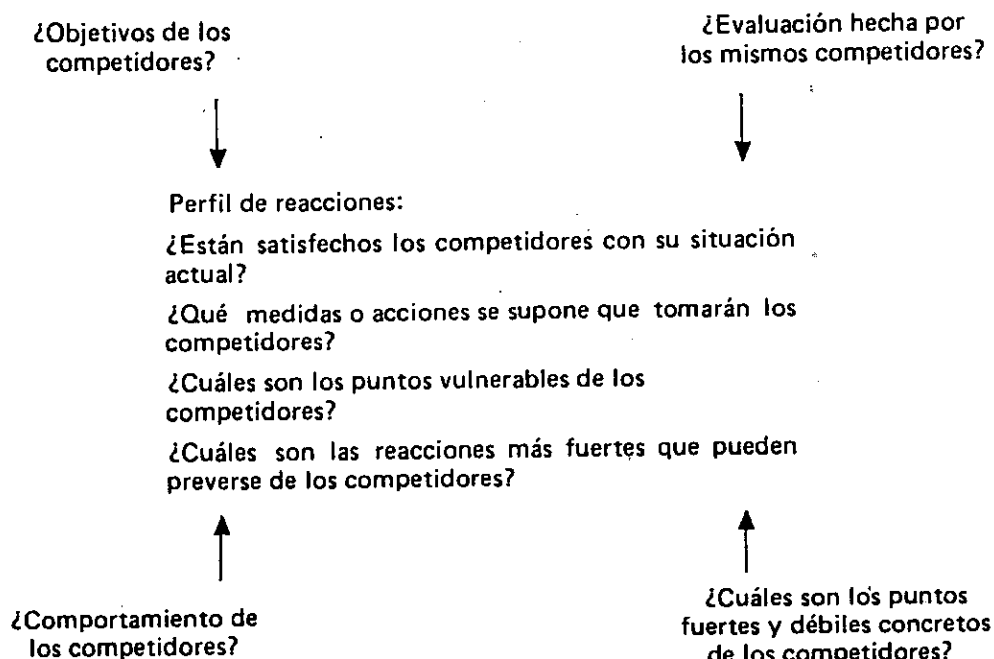 ¿Objetivos de los
competidores?
¿Evaluación hecha por
los mismos competidores?
Perfil de reacciones:
¿Están satisfechos los competidores con su situación
actual?
¿Qué medidas o acciones se supone que tomarán los
competidores?
¿Cuáles son los puntos vulnerables de los
competidores?
¿Cuáles son las reacciones más fuertes que pueden
preverse de los competidores?
¿Comportamiento de
los competidores?
¿Cuáles son los puntos
fuertes y débiles concretos
de los competidores?